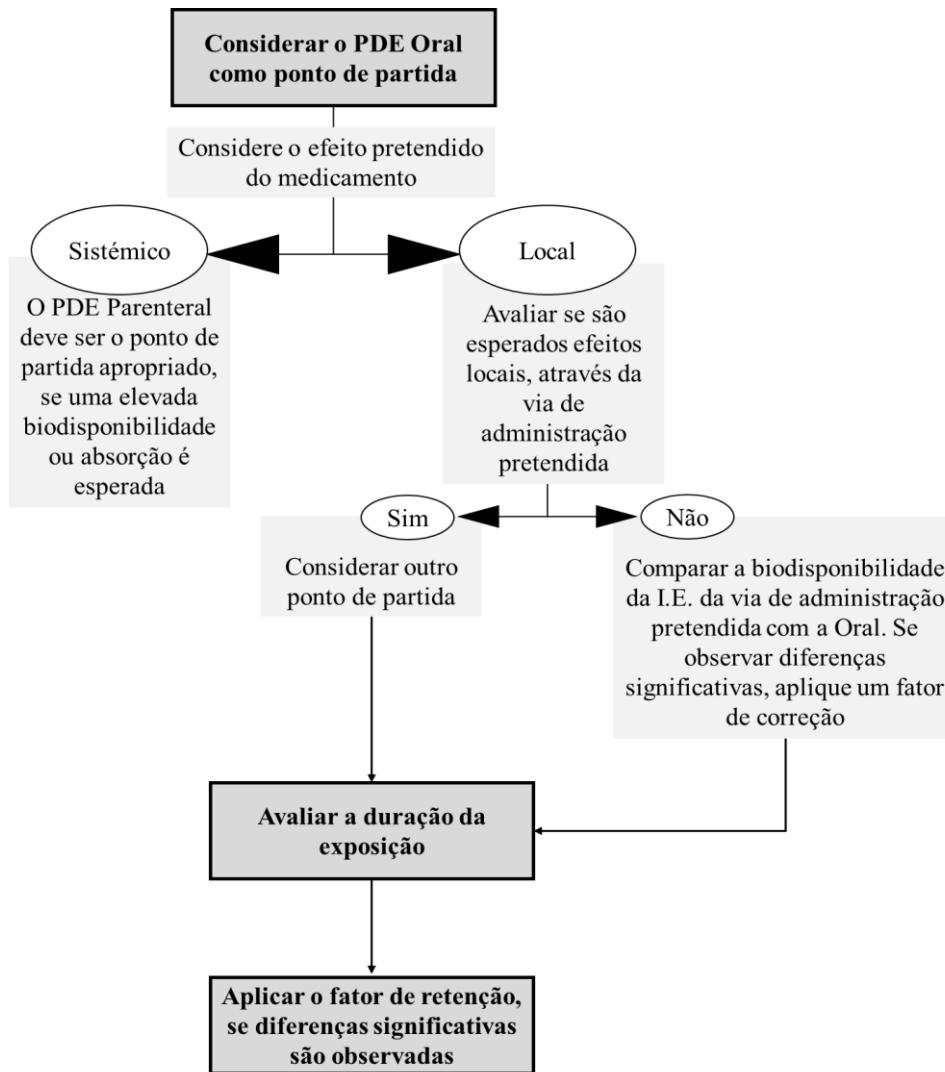 Considerar o PDE Oral
como ponto de partida
Considere o efeito pretendido
do medicamento
Sistémico
O PDE Parenteral
deve ser o ponto de
partida apropriado,
se uma elevada
biodisponibilidade
ou absorção é
esperada
Local
Avaliar se são
esperados efeitos
locais, através da
via de
administração
pretendida
Sim
Considerar outro
ponto de partida
Não
Comparar a biodisponibilidade
da I.E. da via de administração
pretendida com a Oral. Se
observar diferenças
significativas, aplique um fator
de correção
Avaliar a duração da
exposição
Aplicar o fator de retenção,
se diferenças significativas
são observadas